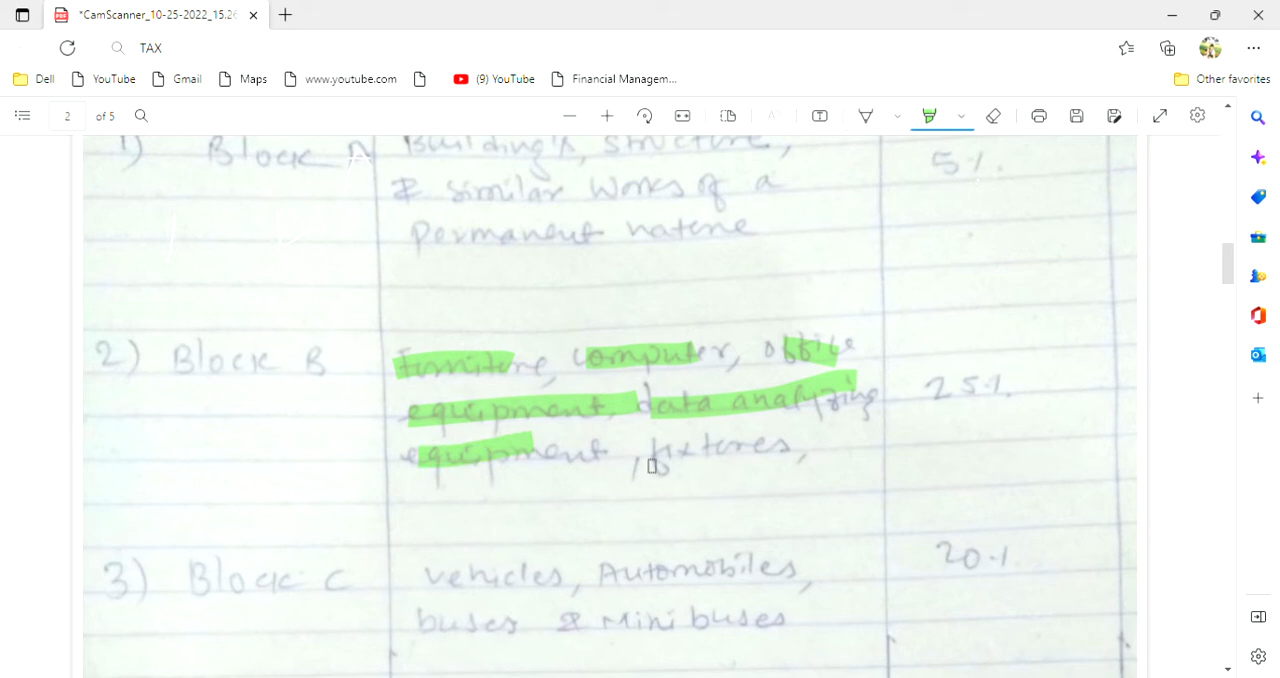 *CamScanner_10-25-2022_15.26
TAX
Dell YouTube Gmail Maps www.youtube.com (9) YouTube Financial Managem... Other favorites
2 of 5
1) Block A Building's, structure, 5%.
& similar works of a
permanent nature
2) Block B Furniture, computer, office
equipment, data analyzing 25%.
equipment, fixtures,
3) Block C vehicles, Automobiles, 20%
buses & Mini buses